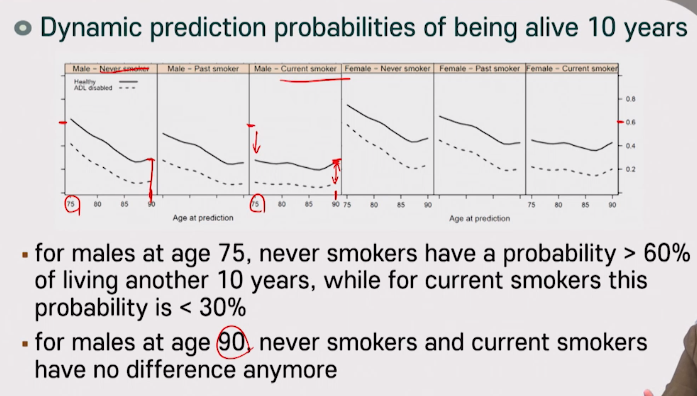 Dynamic prediction probabilities of being alive 10 years
Male - Never smoker Male - Past smoker Male - Current smoker Female - Never smoker Female - Past smoker Female - Current smoker
Healthy
ADL disabled
0.8
0.6
0.4
0.2
75 80 85 90 75 80 85 90 75 80 85 90
Age at prediction Age at prediction
▪ for males at age 75, never smokers have a probability > 60%
of living another 10 years, while for current smokers this
probability is < 30%
▪ for males at age 90, never smokers and current smokers
have no difference anymore